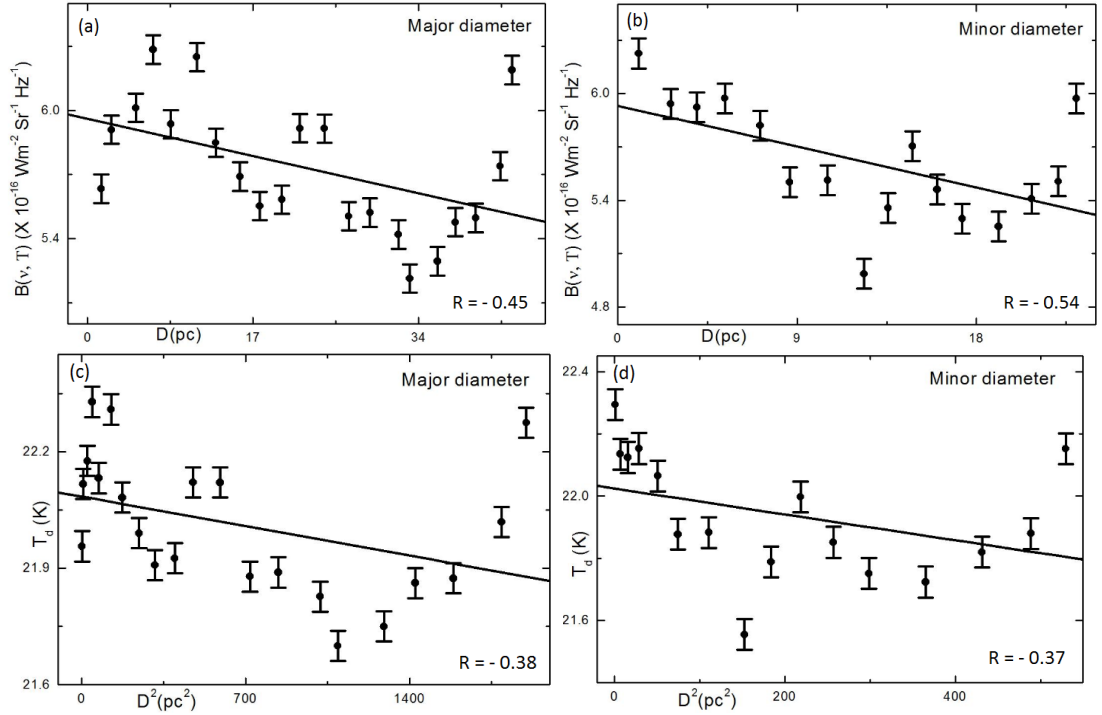 (a)
Major diameter
6.0
5.4
B(ν, T) (X 10⁻¹⁶ Wm⁻² Sr⁻¹ Hz⁻¹)
R = - 0.45
0
17
34
D(pc)
(b)
Minor diameter
6.0
5.4
4.8
B(ν, T) (X 10⁻¹⁶ Wm⁻² Sr⁻¹ Hz⁻¹)
R = - 0.54
0
9
18
D(pc)
(c)
Major diameter
22.2
21.9
21.6
T_d (K)
R = - 0.38
0
700
1400
D²(pc²)
(d)
Minor diameter
22.4
22.0
21.6
T_d (K)
R = - 0.37
0
200
400
D²(pc²)